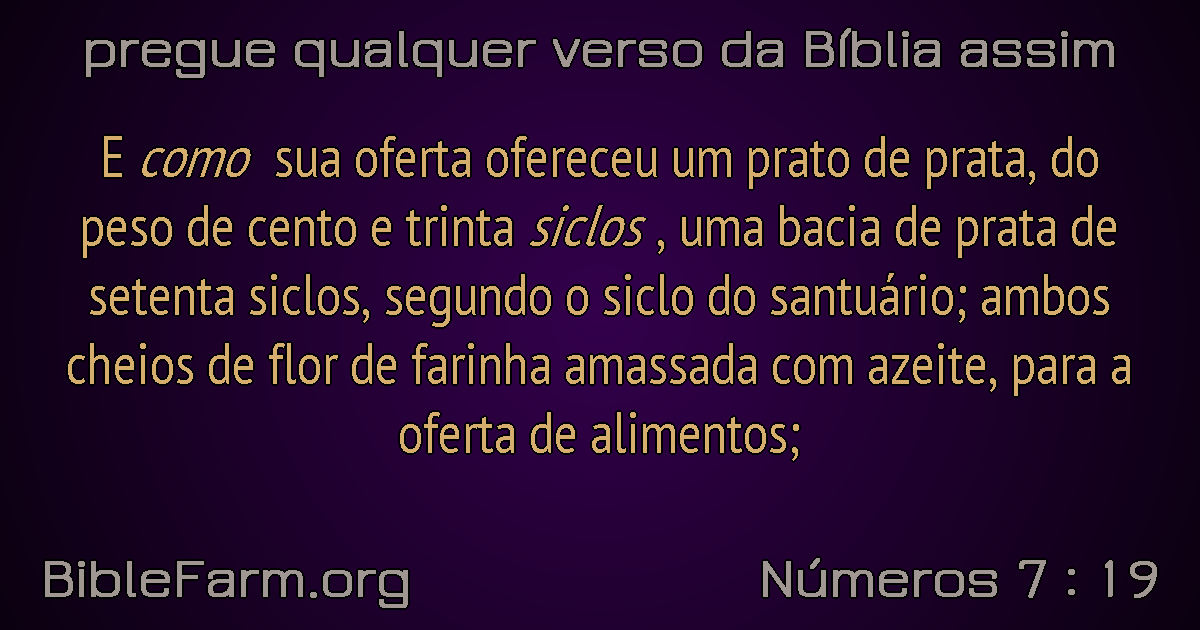 pregue qualquer verso da Bíblia assim
E como sua oferta ofereceu um prato de prata, do
peso de cento e trinta siclos , uma bacia de prata de
setenta siclos, segundo o siclo do santuário; ambos
cheios de flor de farinha amassada com azeite, para a
oferta de alimentos;
BibleFarm.org
Números 7 : 19